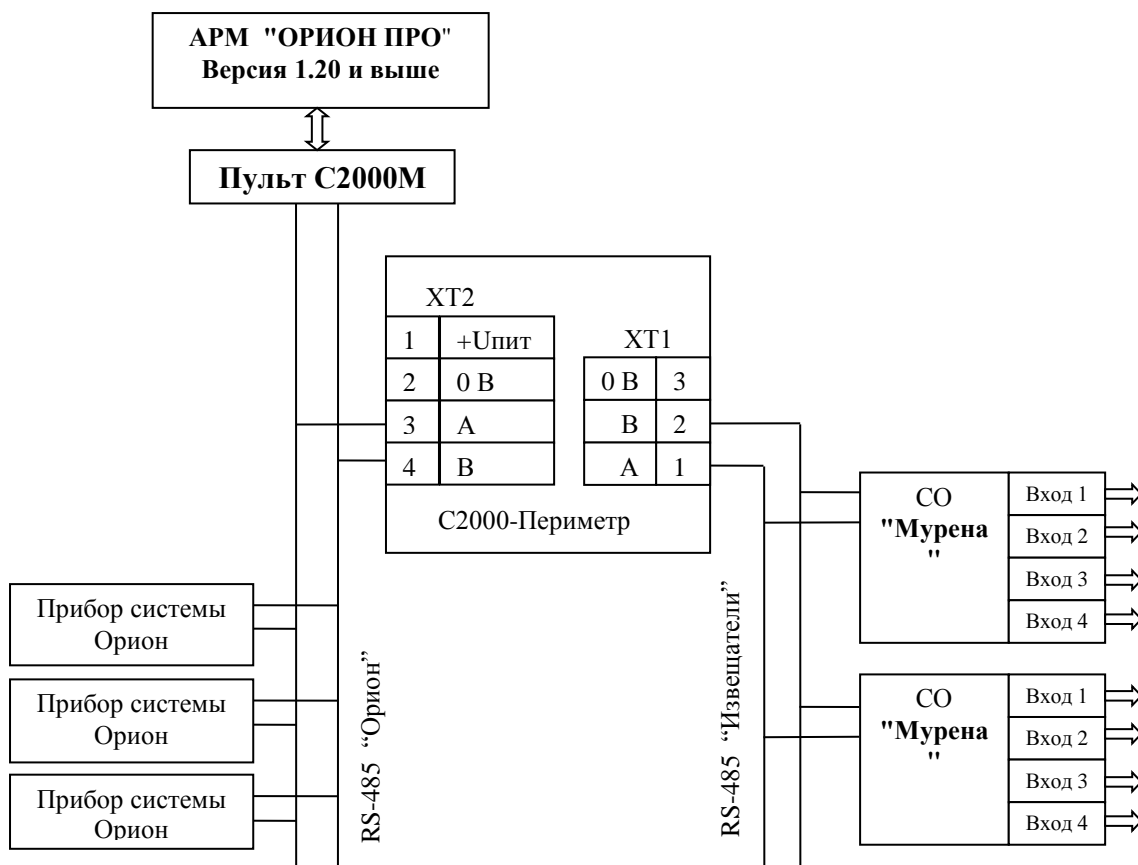 АРМ "ОРИОН ПРО"
Версия 1.20 и выше
Пульт С2000М
ХТ2
1 +Uпит
2 0 В
3 А
4 В
ХТ1
0 В 3
В 2
А 1
С2000-Периметр
RS-485 “Орион”
RS-485 “Извещатели”
Прибор системы
Орион
Прибор системы
Орион
Прибор системы
Орион
СО
"Мурена
"
Вход 1
Вход 2
Вход 3
Вход 4
СО
"Мурена
"
Вход 1
Вход 2
Вход 3
Вход 4